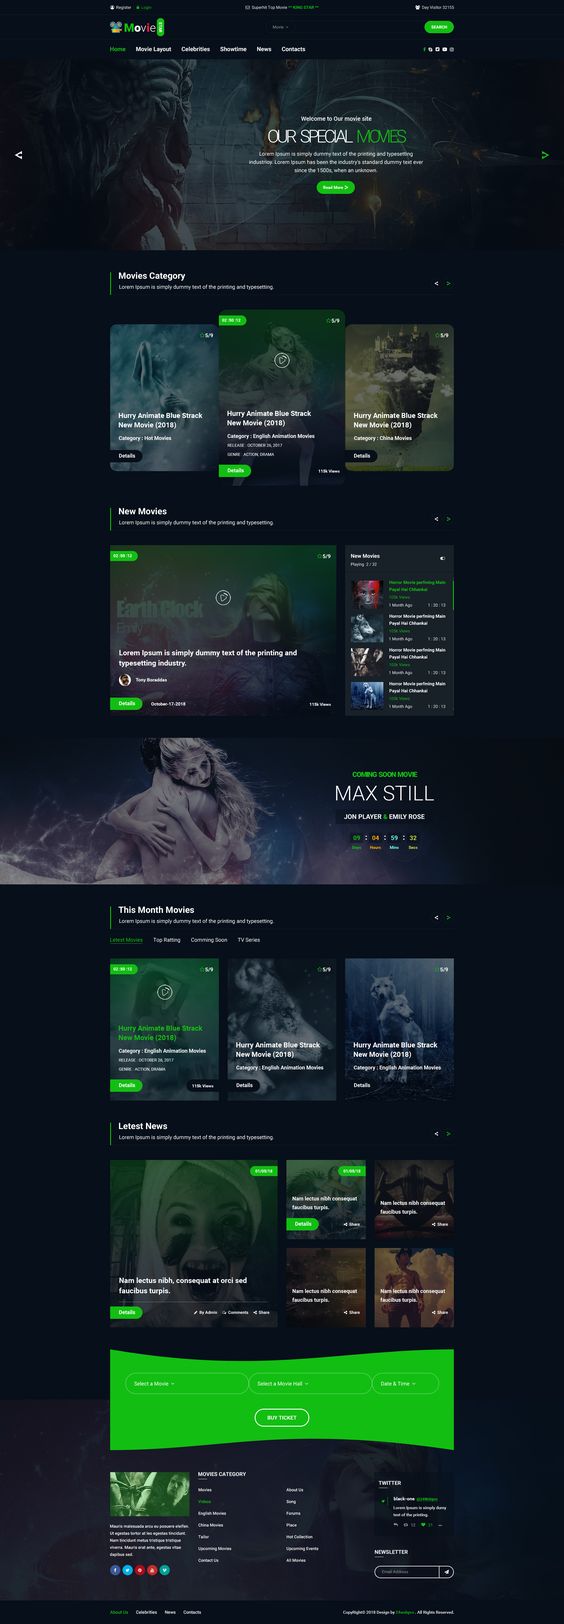 Register
Login
Superhit Top Movie ** KING STAR **
Day Visitor 32155
Movie STAR
Movie
SEARCH
Home
Movie Layout
Celebrities
Showtime
News
Contacts
Welcome to Our movie site
OUR SPECIAL MOVIES
Lorem Ipsum is simply dummy text of the printing and typesetting
industrioy. Lorem Ipsum has been the industry's standard dummy text ever
since the 1500s, when an unknown.
Read More >
Movies Category
Lorem Ipsum is simply dummy text of the printing and typesetting.
5/9
Hurry Animate Blue Strack
New Movie (2018)
Category : Hot Movies
Details
02 :50 :12
5/9
Hurry Animate Blue Strack
New Movie (2018)
Category : English Animation Movies
RELEASE : OCTOBER 26, 2017
GENRE : ACTION, DRAMA
Details
115k Views
5/9
Hurry Animate Blue Strack
New Movie (2018)
Category : China Movies
Details
New Movies
Lorem Ipsum is simply dummy text of the printing and typesetting.
02 :50 :12
5/9
Earth Clock
Emily
Lorem Ipsum is simply dummy text of the printing and
typesetting industry.
Tony Boraddas
Details
October-17-2018
115k Views
New Movies
Playing 2 / 32
Horror Movie perfming Main
Payal Hai Chhankai
105k Views
1 Month Ago
1 : 20 : 13
Horror Movie perfming Main
Payal Hai Chhankai
105k Views
1 Month Ago
1 : 20 : 13
Horror Movie perfming Main
Payal Hai Chhankai
105k Views
1 Month Ago
1 : 20 : 13
Horror Movie perfming Main
Payal Hai Chhankai
105k Views
1 Month Ago
1 : 20 : 13
COMING SOON MOVIE
MAX STILL
JON PLAYER & EMILY ROSE
09 : 04 : 59 : 32
Days Hours Mins Secs
This Month Movies
Lorem Ipsum is simply dummy text of the printing and typesetting.
Letest Movies
Top Ratting
Comming Soon
TV Series
02 :50 :12
5/9
Hurry Animate Blue Strack
New Movie (2018)
Category : English Animation Movies
RELEASE : OCTOBER 26, 2017
GENRE : ACTION, DRAMA
Details
115k Views
5/9
Hurry Animate Blue Strack
New Movie (2018)
Category : English Animation Movies
Details
5/9
Hurry Animate Blue Strack
New Movie (2018)
Category : English Animation Movies
Details
Letest News
Lorem Ipsum is simply dummy text of the printing and typesetting.
01/08/18
Nam lectus nibh, consequat at orci sed
faucibus turpis.
Details
By Admin
Comments
Share
01/08/18
Nam lectus nibh consequat
faucibus turpis.
Details
Share
Nam lectus nibh consequat
faucibus turpis.
Share
Nam lectus nibh consequat
faucibus turpis.
Share
Nam lectus nibh consequat
faucibus turpis.
Share
Select a Movie
Select a Movie Hall
Date & Time
BUY TICKET
Mauris malesuada arcu eu posuere eleifen.
Ut egestas tortor at leo egestas tincidunt.
Nam tincidunt metus tristique tristique
viverra. Mauris ante, egestas vitae
dapibus sed.
MOVIES CATEGORY
Movies
Videos
English Movies
China Movies
Tailor
Upcoming Movies
Contact Us
About Us
Song
Forums
Place
Hot Collection
Upcoming Events
All Movies
TWITTER
black-one
Lorem Ipsum is simply dumy
text of the printing.
NEWSLETTER
Email Address
About Us
Celebrities
News
Contacts
CopyRight© 2018 Design by . All Rights Reserved.